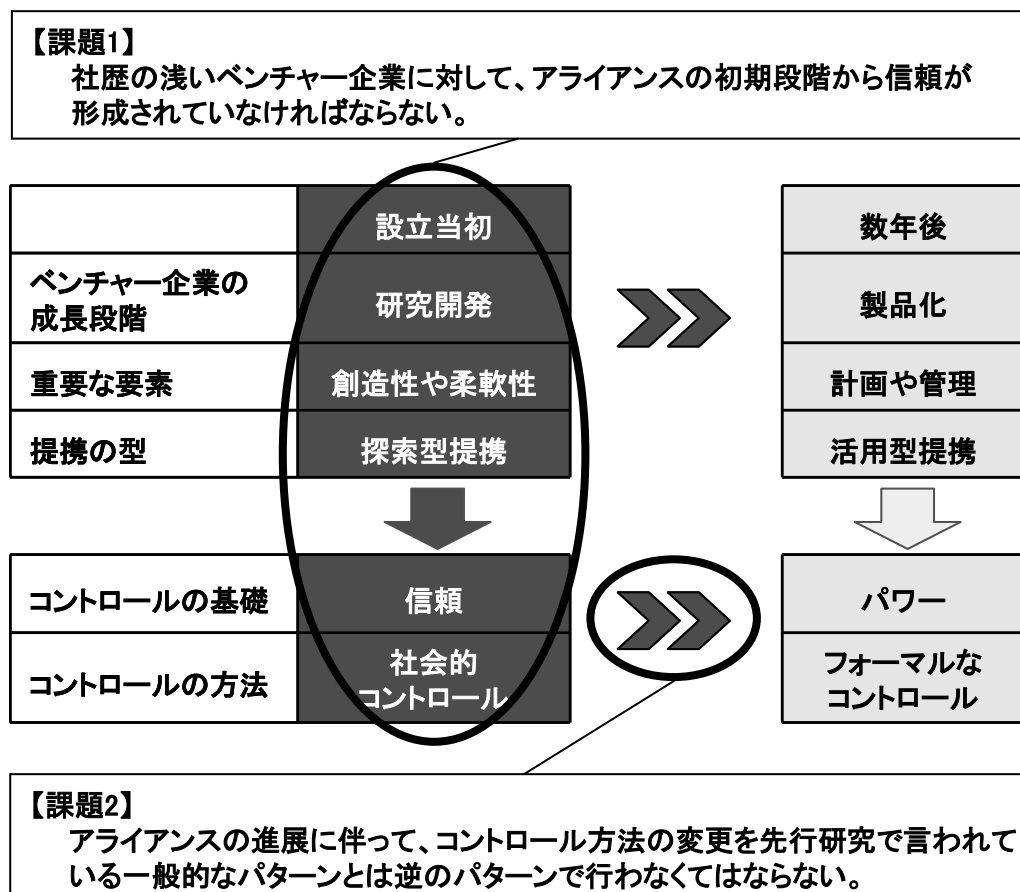 【課題1】
社歴の浅いベンチャー企業に対して、アライアンスの初期段階から信頼が
形成されていなければならない。
設立当初
数年後
ベンチャー企業の
成長段階
研究開発
製品化
重要な要素
創造性や柔軟性
計画や管理
提携の型
探索型提携
活用型提携
コントロールの基礎
信頼
パワー
コントロールの方法
社会的
コントロール
フォーマルな
コントロール
【課題2】
アライアンスの進展に伴って、コントロール方法の変更を先行研究で言われて
いる一般的なパターンとは逆のパターンで行わなくてはならない。